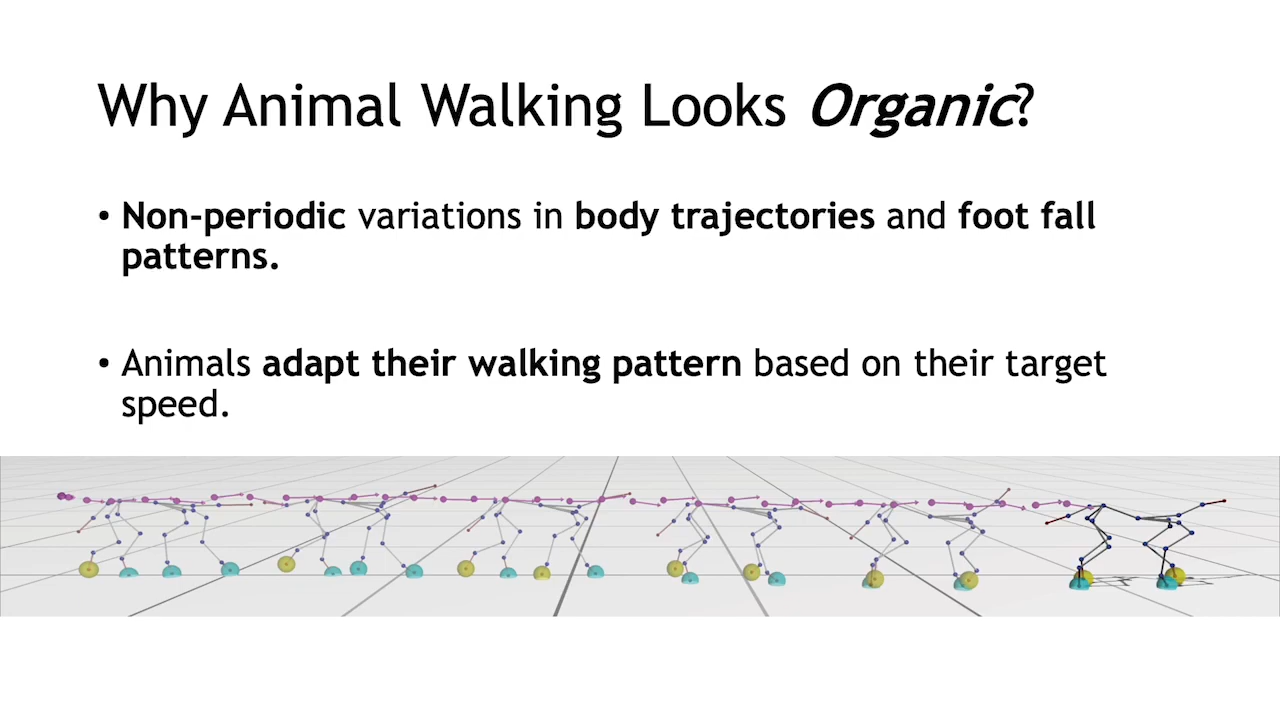 Why Animal Walking Looks Organic?
• Non-periodic variations in body trajectories and foot fall
patterns.
• Animals adapt their walking pattern based on their target
speed.